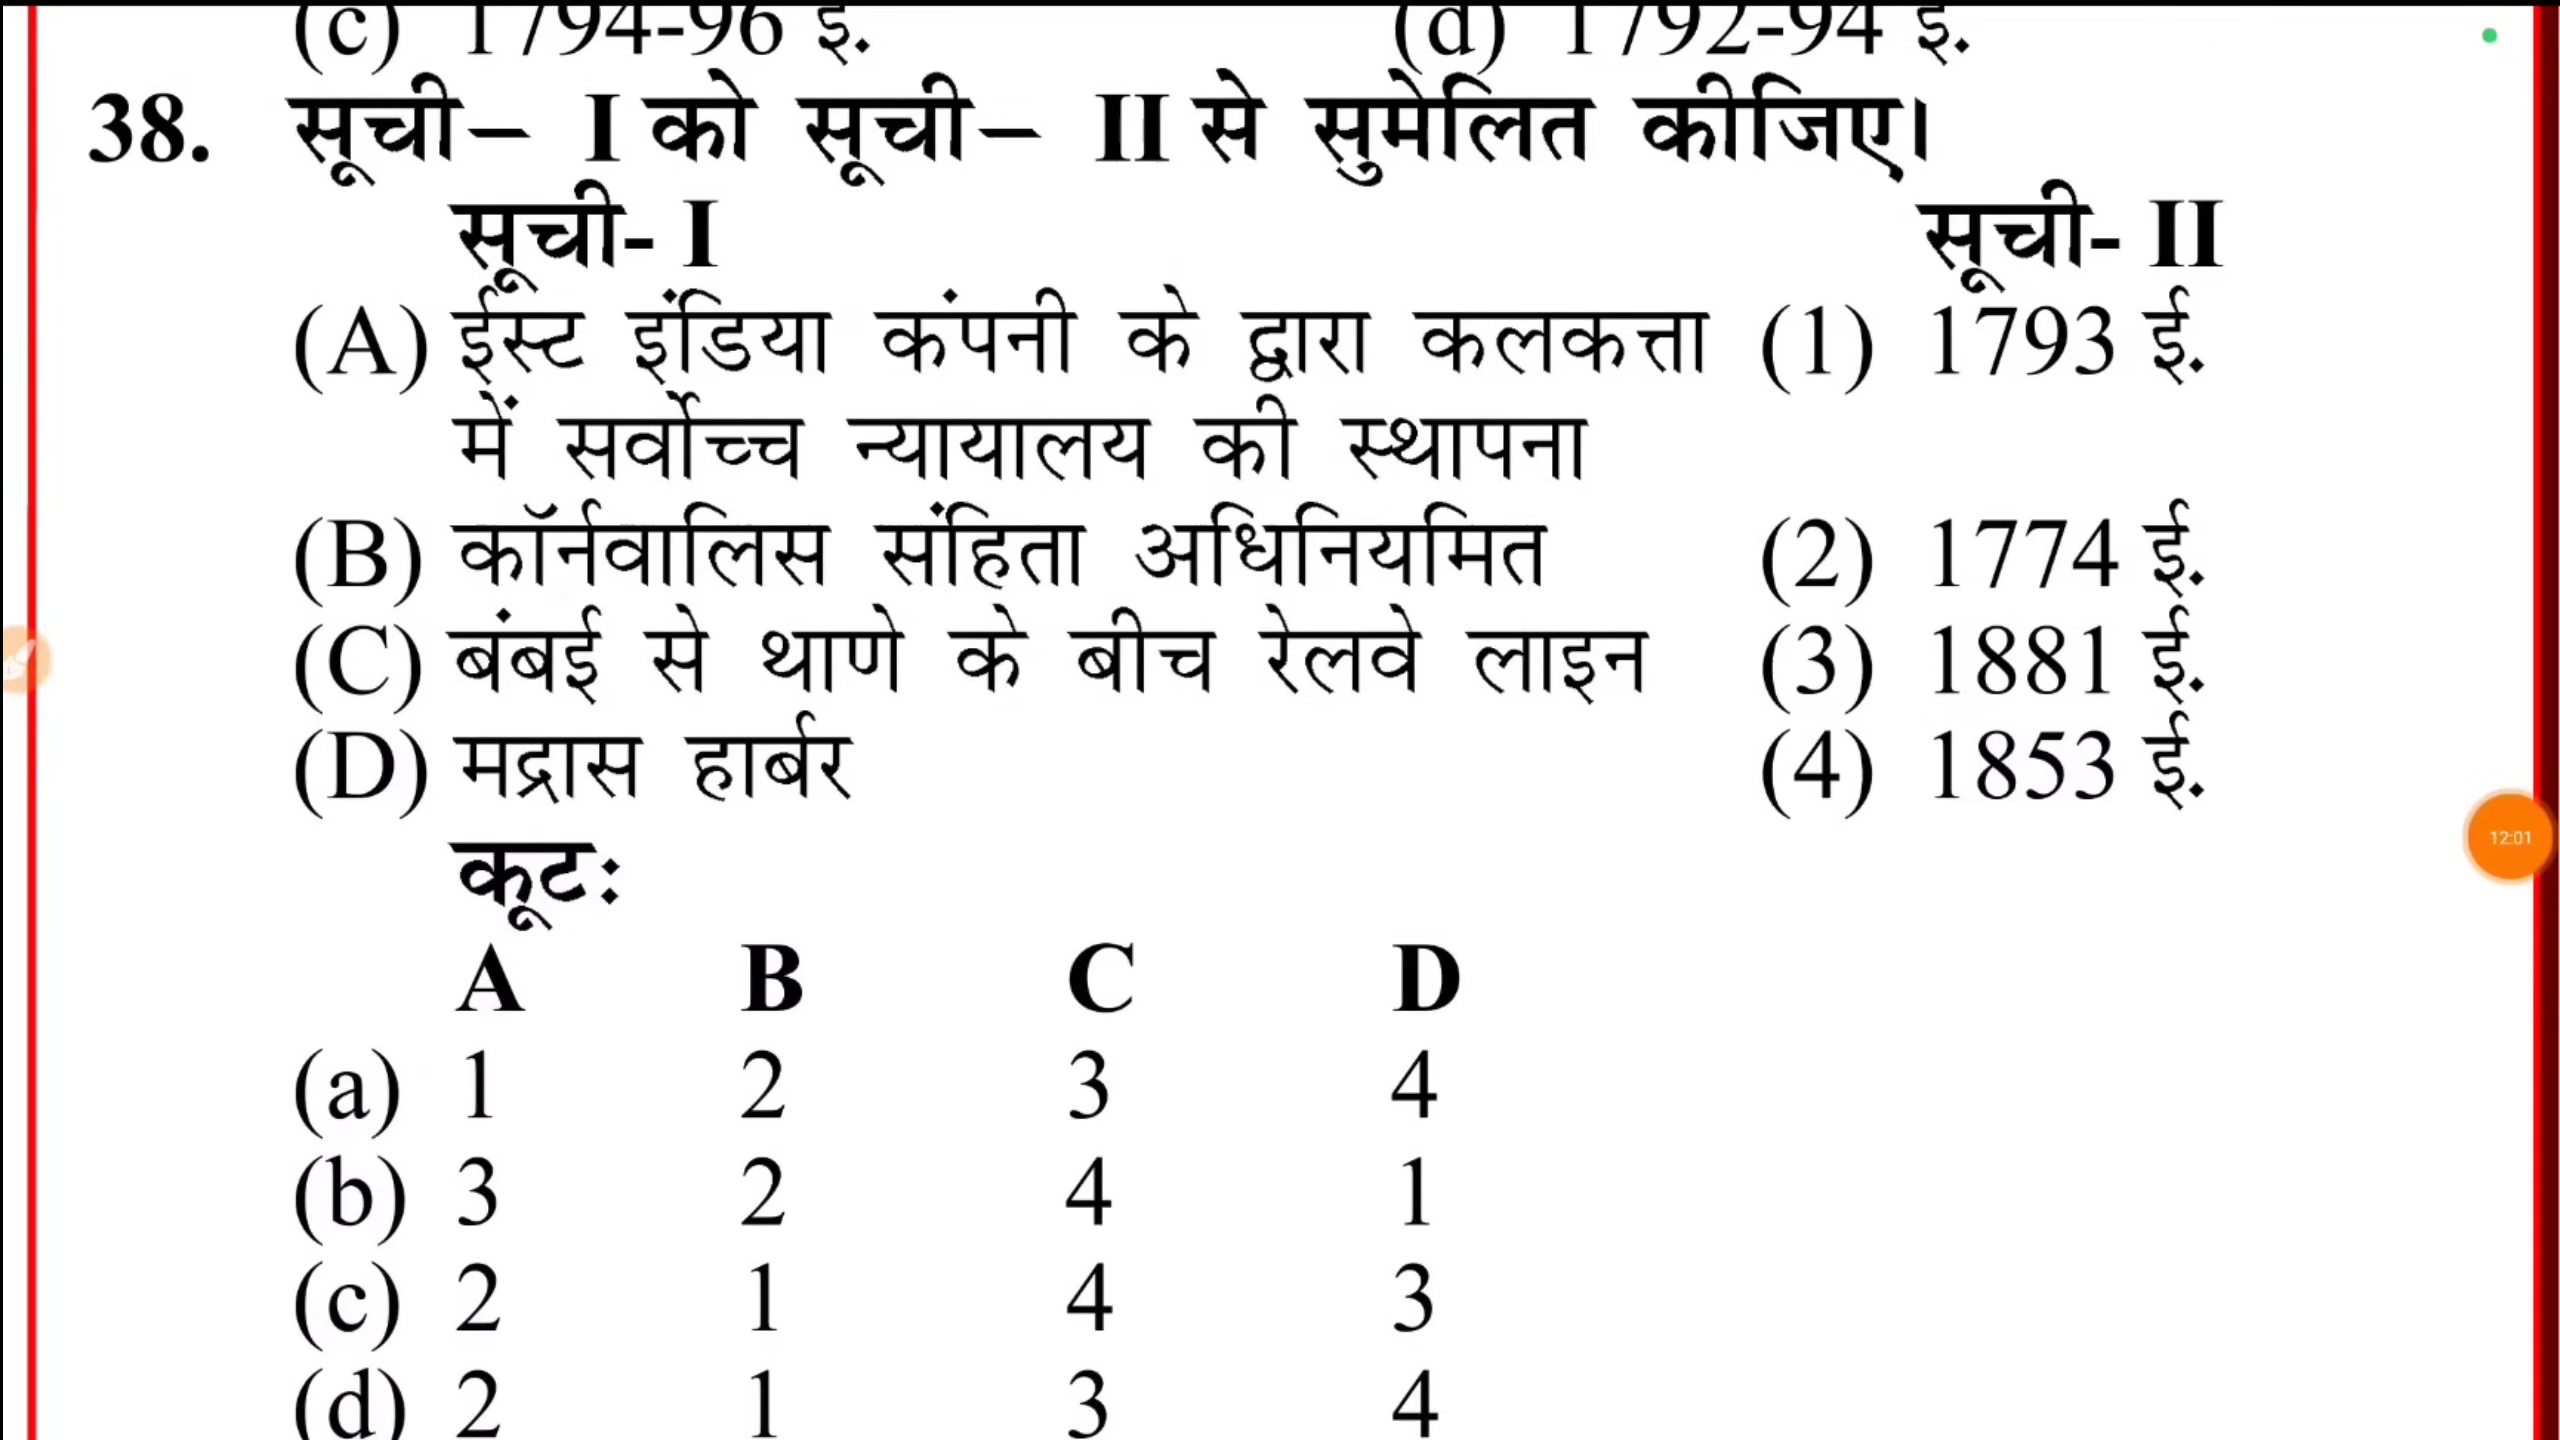 (c) 1794-96 ई. (d) 1792-94 ई.
38. सूची– I को सूची– II से सुमेलित कीजिए।
सूची- I सूची- II
(A) ईस्ट इंडिया कंपनी के द्वारा कलकत्ता (1) 1793 ई.
में सर्वोच्च न्यायालय की स्थापना
(B) कॉर्नवालिस संहिता अधिनियमित (2) 1774 ई.
(C) बंबई से थाणे के बीच रेलवे लाइन (3) 1881 ई.
(D) मद्रास हार्बर (4) 1853 ई.
12:01
कूटः
A B C D
(a) 1 2 3 4
(b) 3 2 4 1
(c) 2 1 4 3
(d) 2 1 3 4